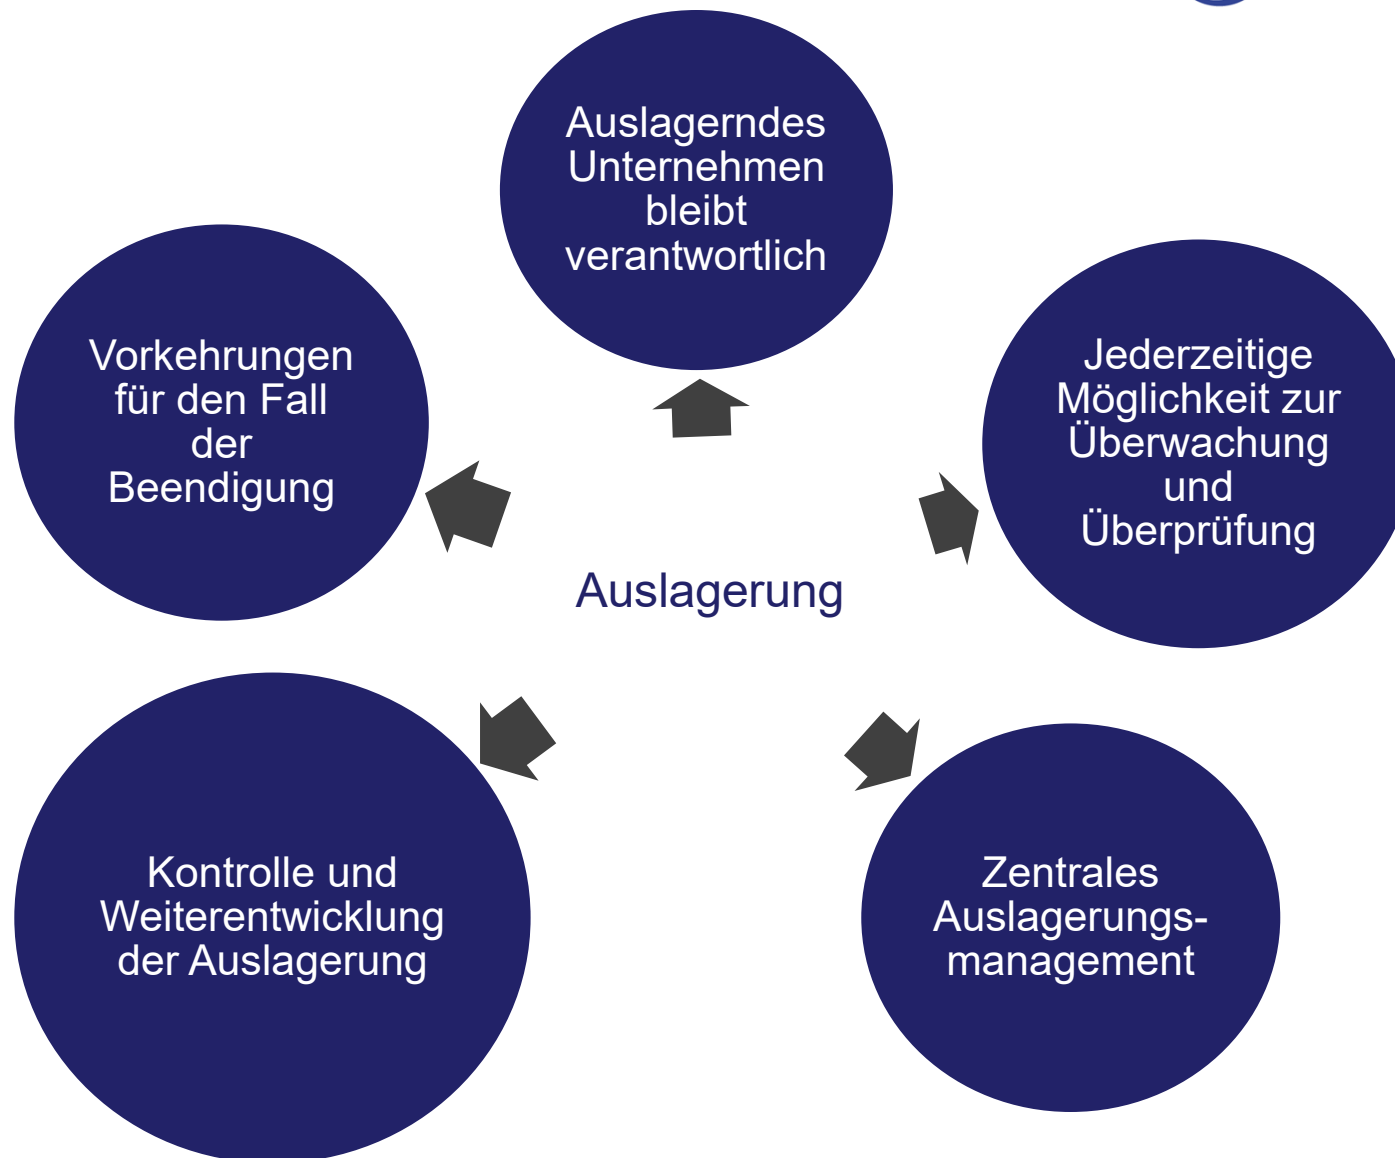 Auslagerndes
Unternehmen
bleibt
verantwortlich
Vorkehrungen
für den Fall
der
Beendigung
Jederzeitige
Möglichkeit zur
Überwachung
und
Überprüfung
Auslagerung
Kontrolle und
Weiterentwicklung
der Auslagerung
Zentrales
Auslagerungs-
management